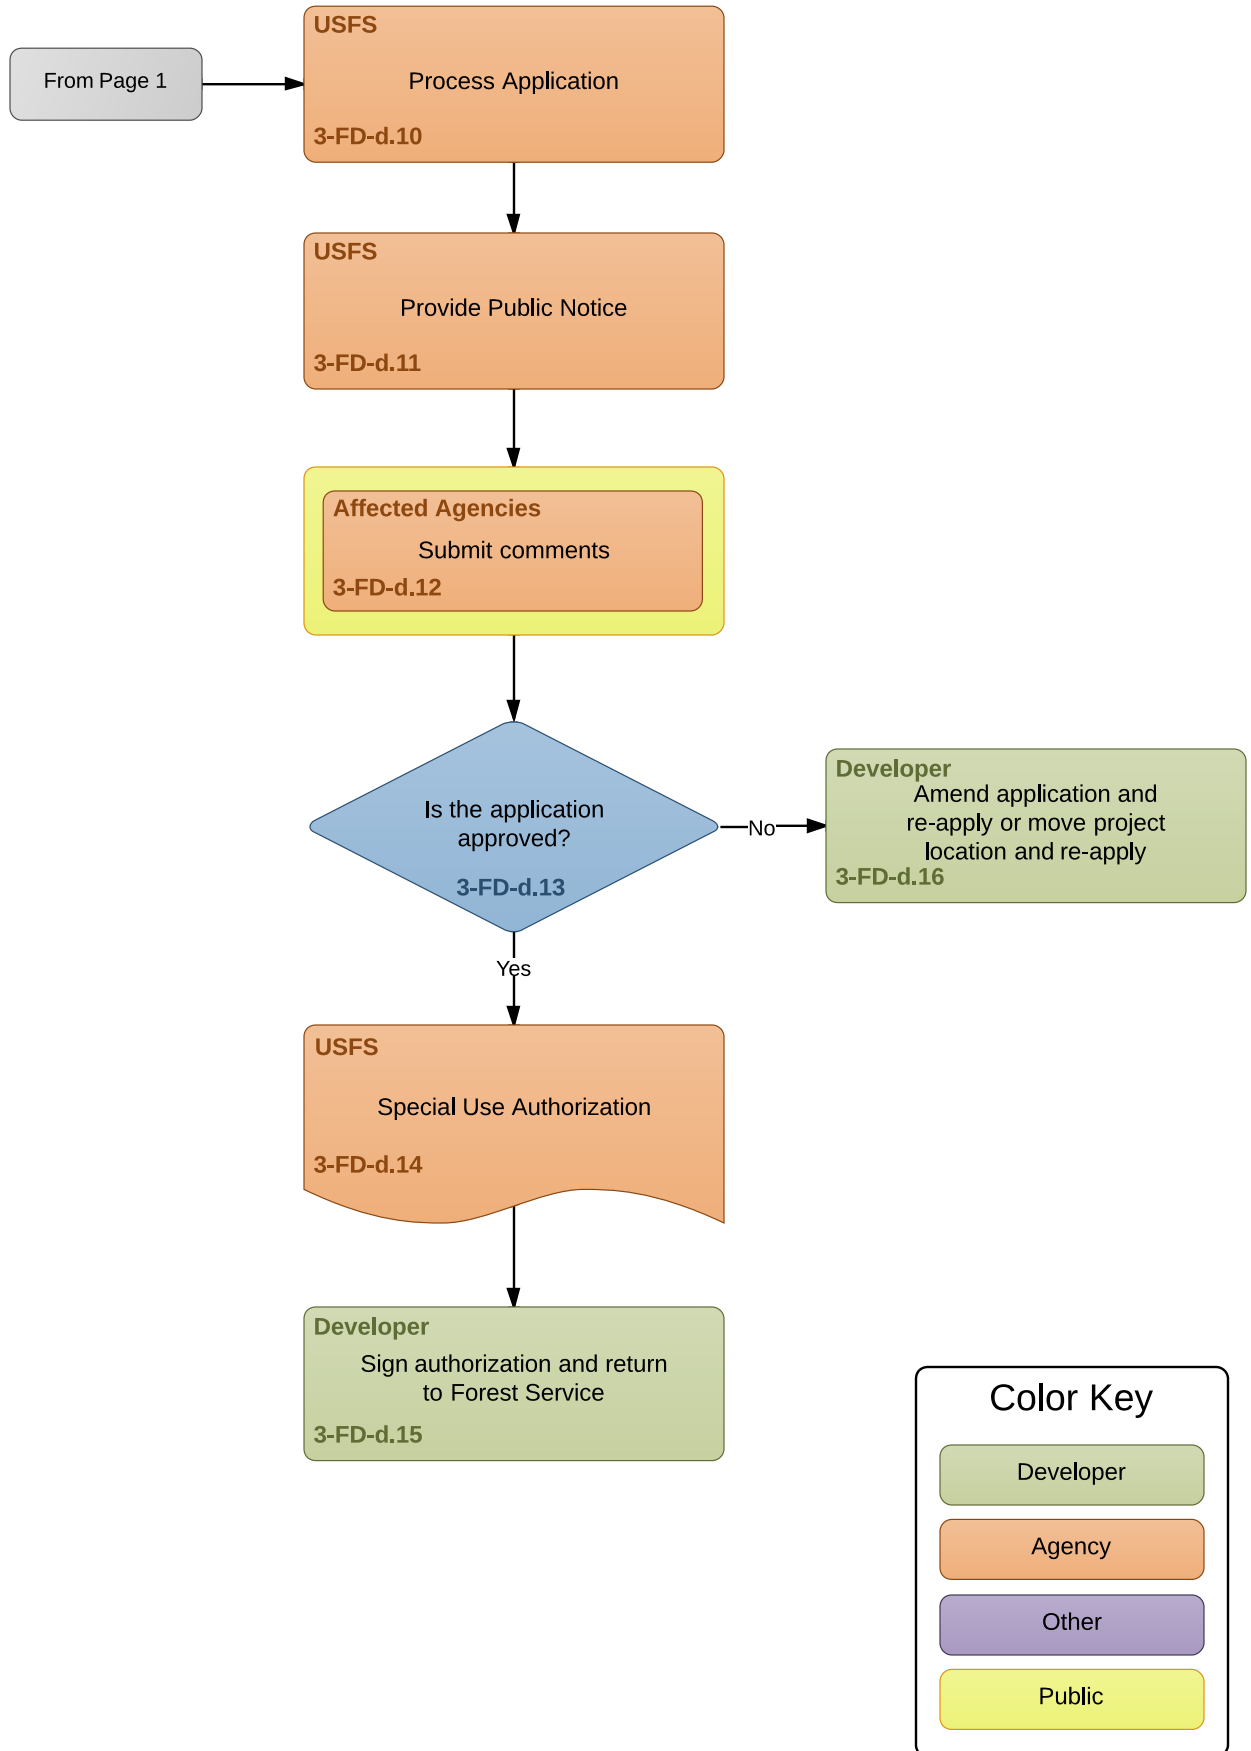 From Page 1
USFS
Process Application
3-FD-d.10
USFS
Provide Public Notice
3-FD-d.11
Affected Agencies
Submit comments
3-FD-d.12
Is the application
approved?
3-FD-d.13
No
Developer
Amend application and
re-apply or move project
location and re-apply
3-FD-d.16
Yes
USFS
Special Use Authorization
3-FD-d.14
Developer
Sign authorization and return
to Forest Service
3-FD-d.15
Color Key
Developer
Agency
Other
Public